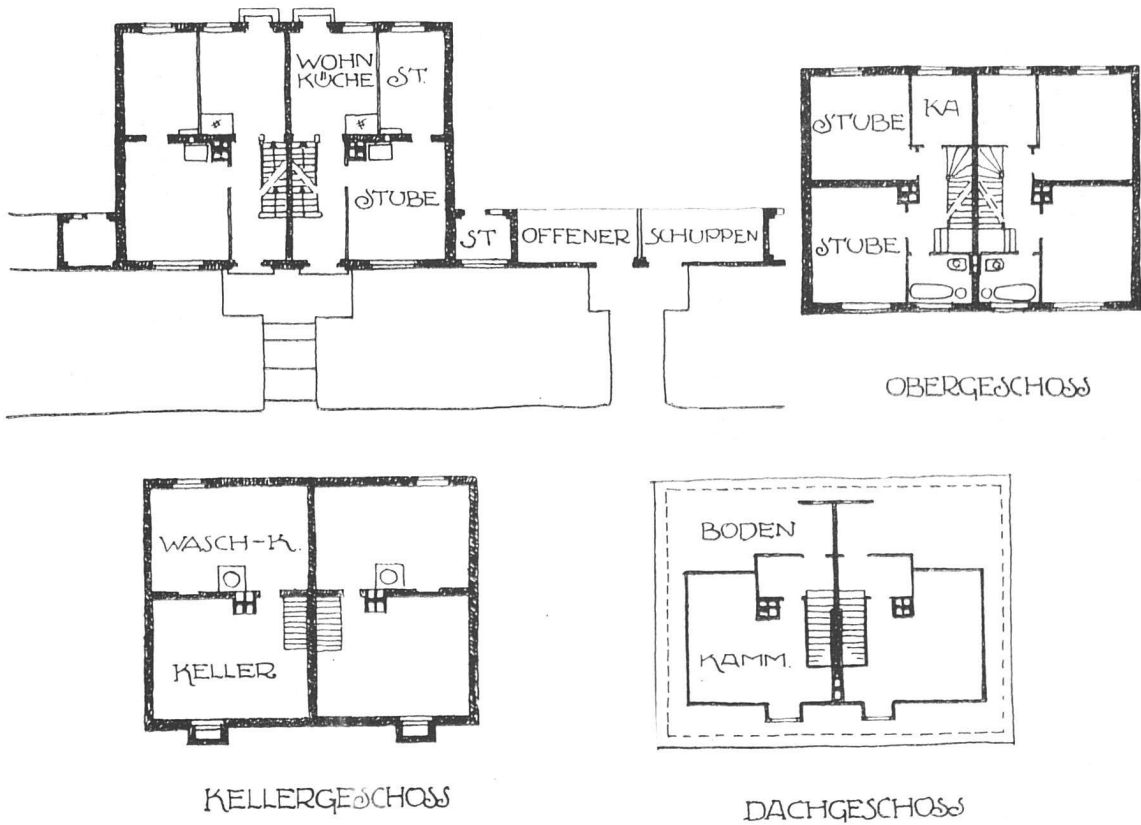 WOHN
KÜCHE
ST.
STUBE
ST
OFFENER
SCHUPPEN
STUBE
KA
STUBE
OBERGESCHOSS
WASCH-K.
KELLER
KELLERGESCHOSS
BODEN
KAMM.
DACHGESCHOSS